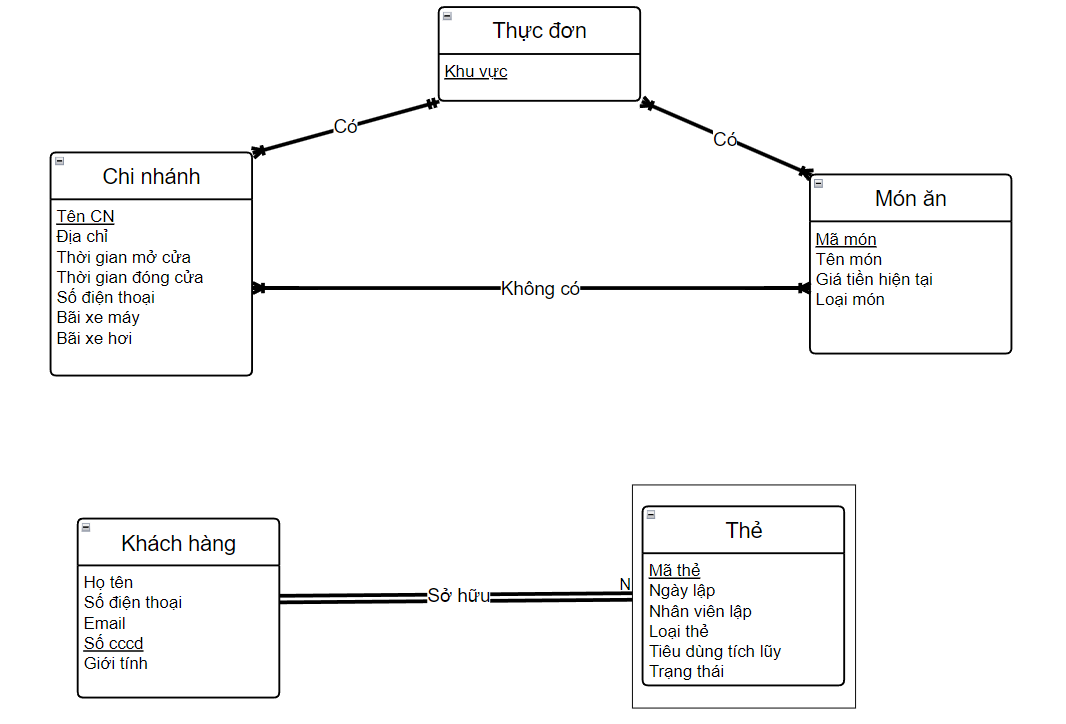 Thực đơn
Khu vực
Có
Có
Chi nhánh
Tên CN
Địa chỉ
Thời gian mở cửa
Thời gian đóng cửa
Số điện thoại
Bãi xe máy
Bãi xe hơi
Không có
Món ăn
Mã món
Tên món
Giá tiền hiện tại
Loại món
Khách hàng
Họ tên
Số điện thoại
Email
Số cccd
Giới tính
Sở hữu
N
Thẻ
Mã thẻ
Ngày lập
Nhân viên lập
Loại thẻ
Tiêu dùng tích lũy
Trạng thái